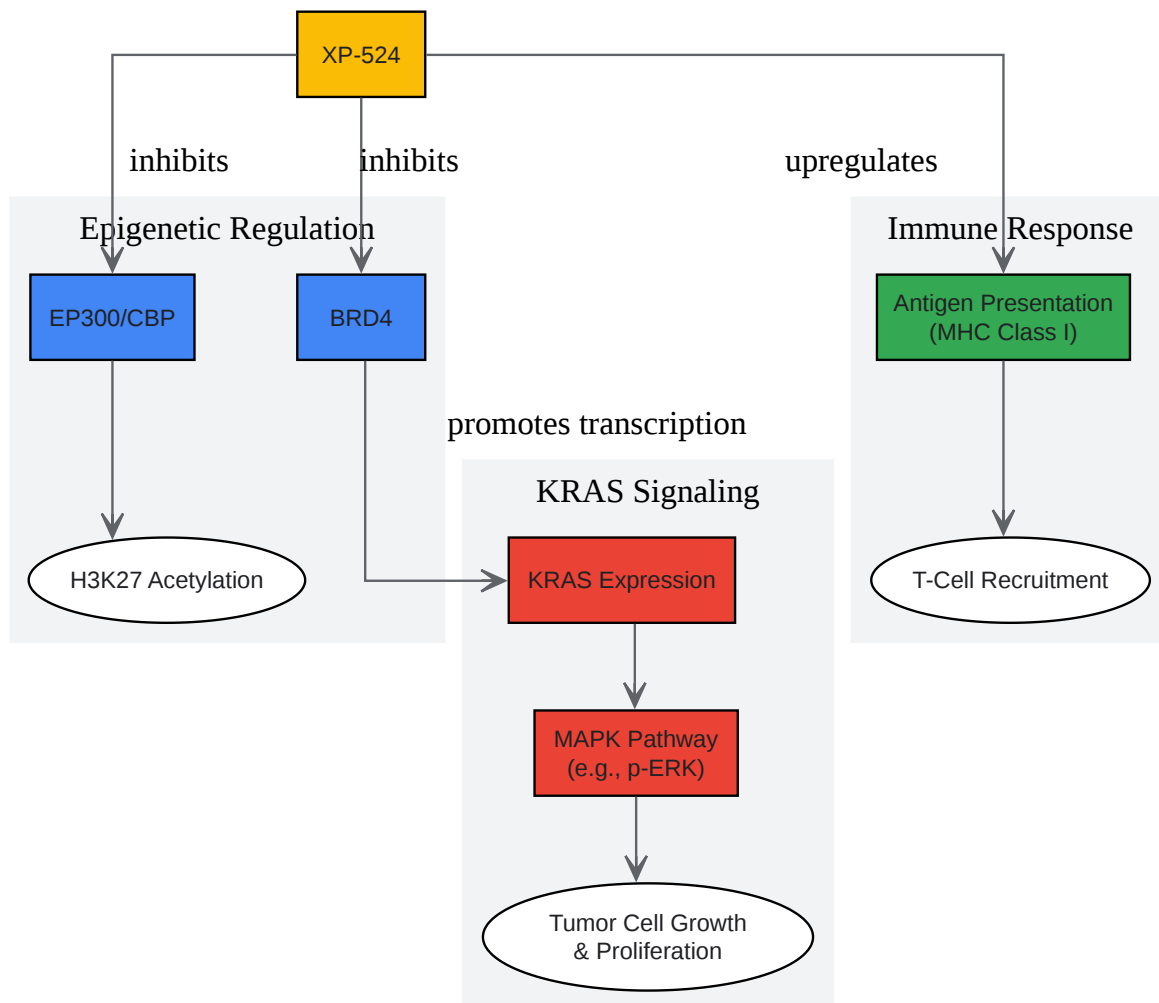 XP-524
inhibits
inhibits
upregulates
Epigenetic Regulation
Immune Response
EP300/CBP
BRD4
Antigen Presentation
(MHC Class I)
promotes transcription
KRAS Signaling
H3K27 Acetylation
KRAS Expression
T-Cell Recruitment
MAPK Pathway
(e.g., p-ERK)
Tumor Cell Growth
& Proliferation